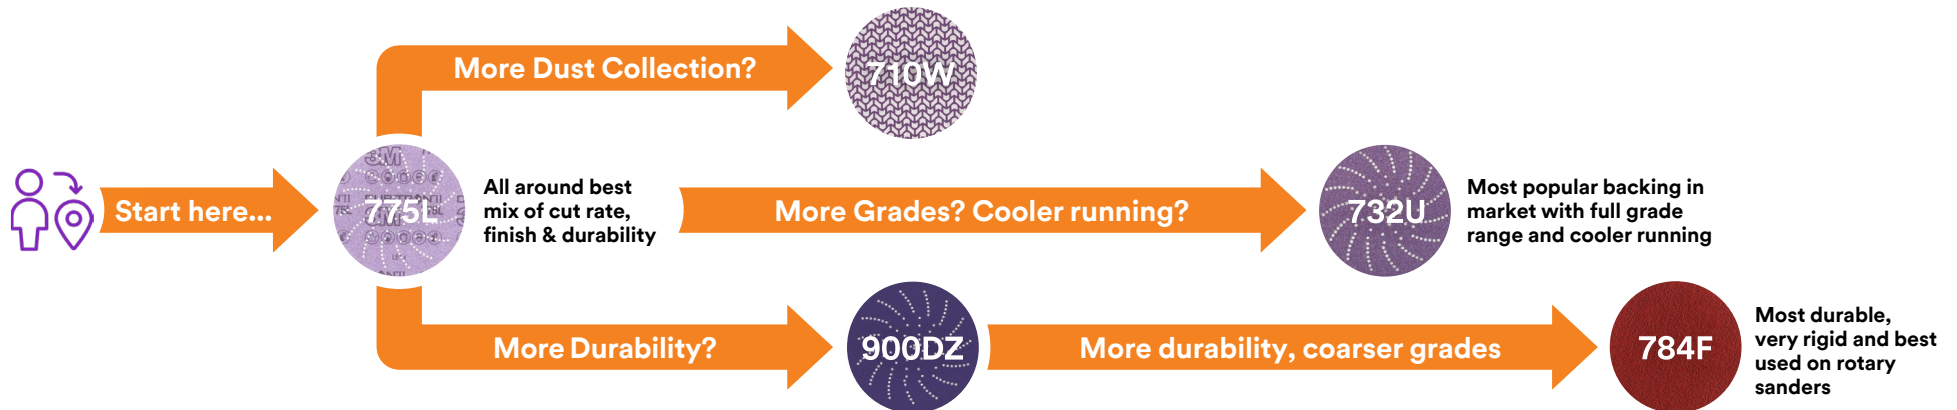 More Dust Collection?
710W
Start here...
3M
775L
All around best
mix of cut rate,
finish & durability
More Grades? Cooler running?
732U
Most popular backing in
market with full grade
range and cooler running
More Durability?
900DZ
More durability, coarser grades
784F
Most durable,
very rigid and best
used on rotary
sanders